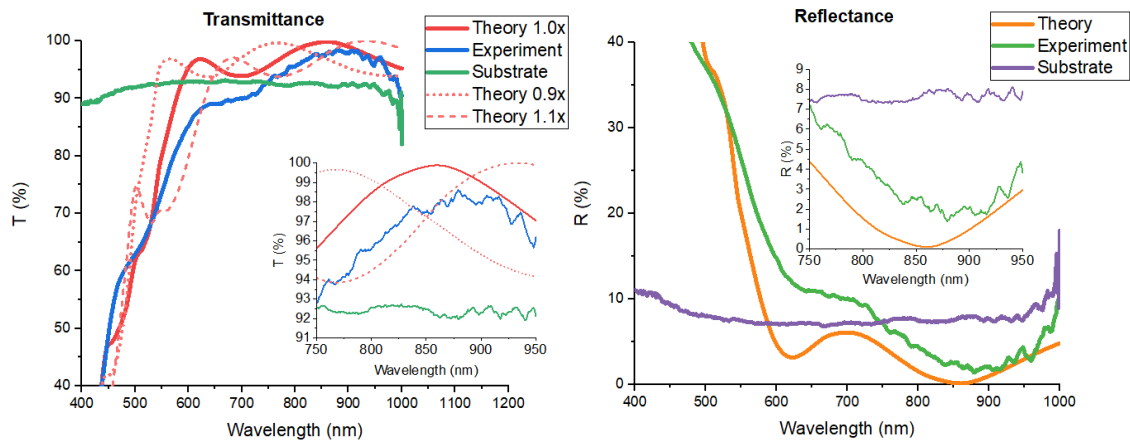 Transmittance
Theory 1.0x
Experiment
Substrate
Theory 0.9x
Theory 1.1x
100
90
80
70
60
50
40
T (%)
400 500 600 700 800 900 1000 1100 1200
Wavelength (nm)
100
99
98
97
96
95
94
93
92
91
T (%)
750 800 850 900 950
Wavelength (nm)
Reflectance
Theory
Experiment
Substrate
40
30
20
10
0
R (%)
400 500 600 700 800 900 1000
Wavelength (nm)
9
8
7
6
5
4
3
2
1
0
R (%)
750 800 850 900 950
Wavelength (nm)